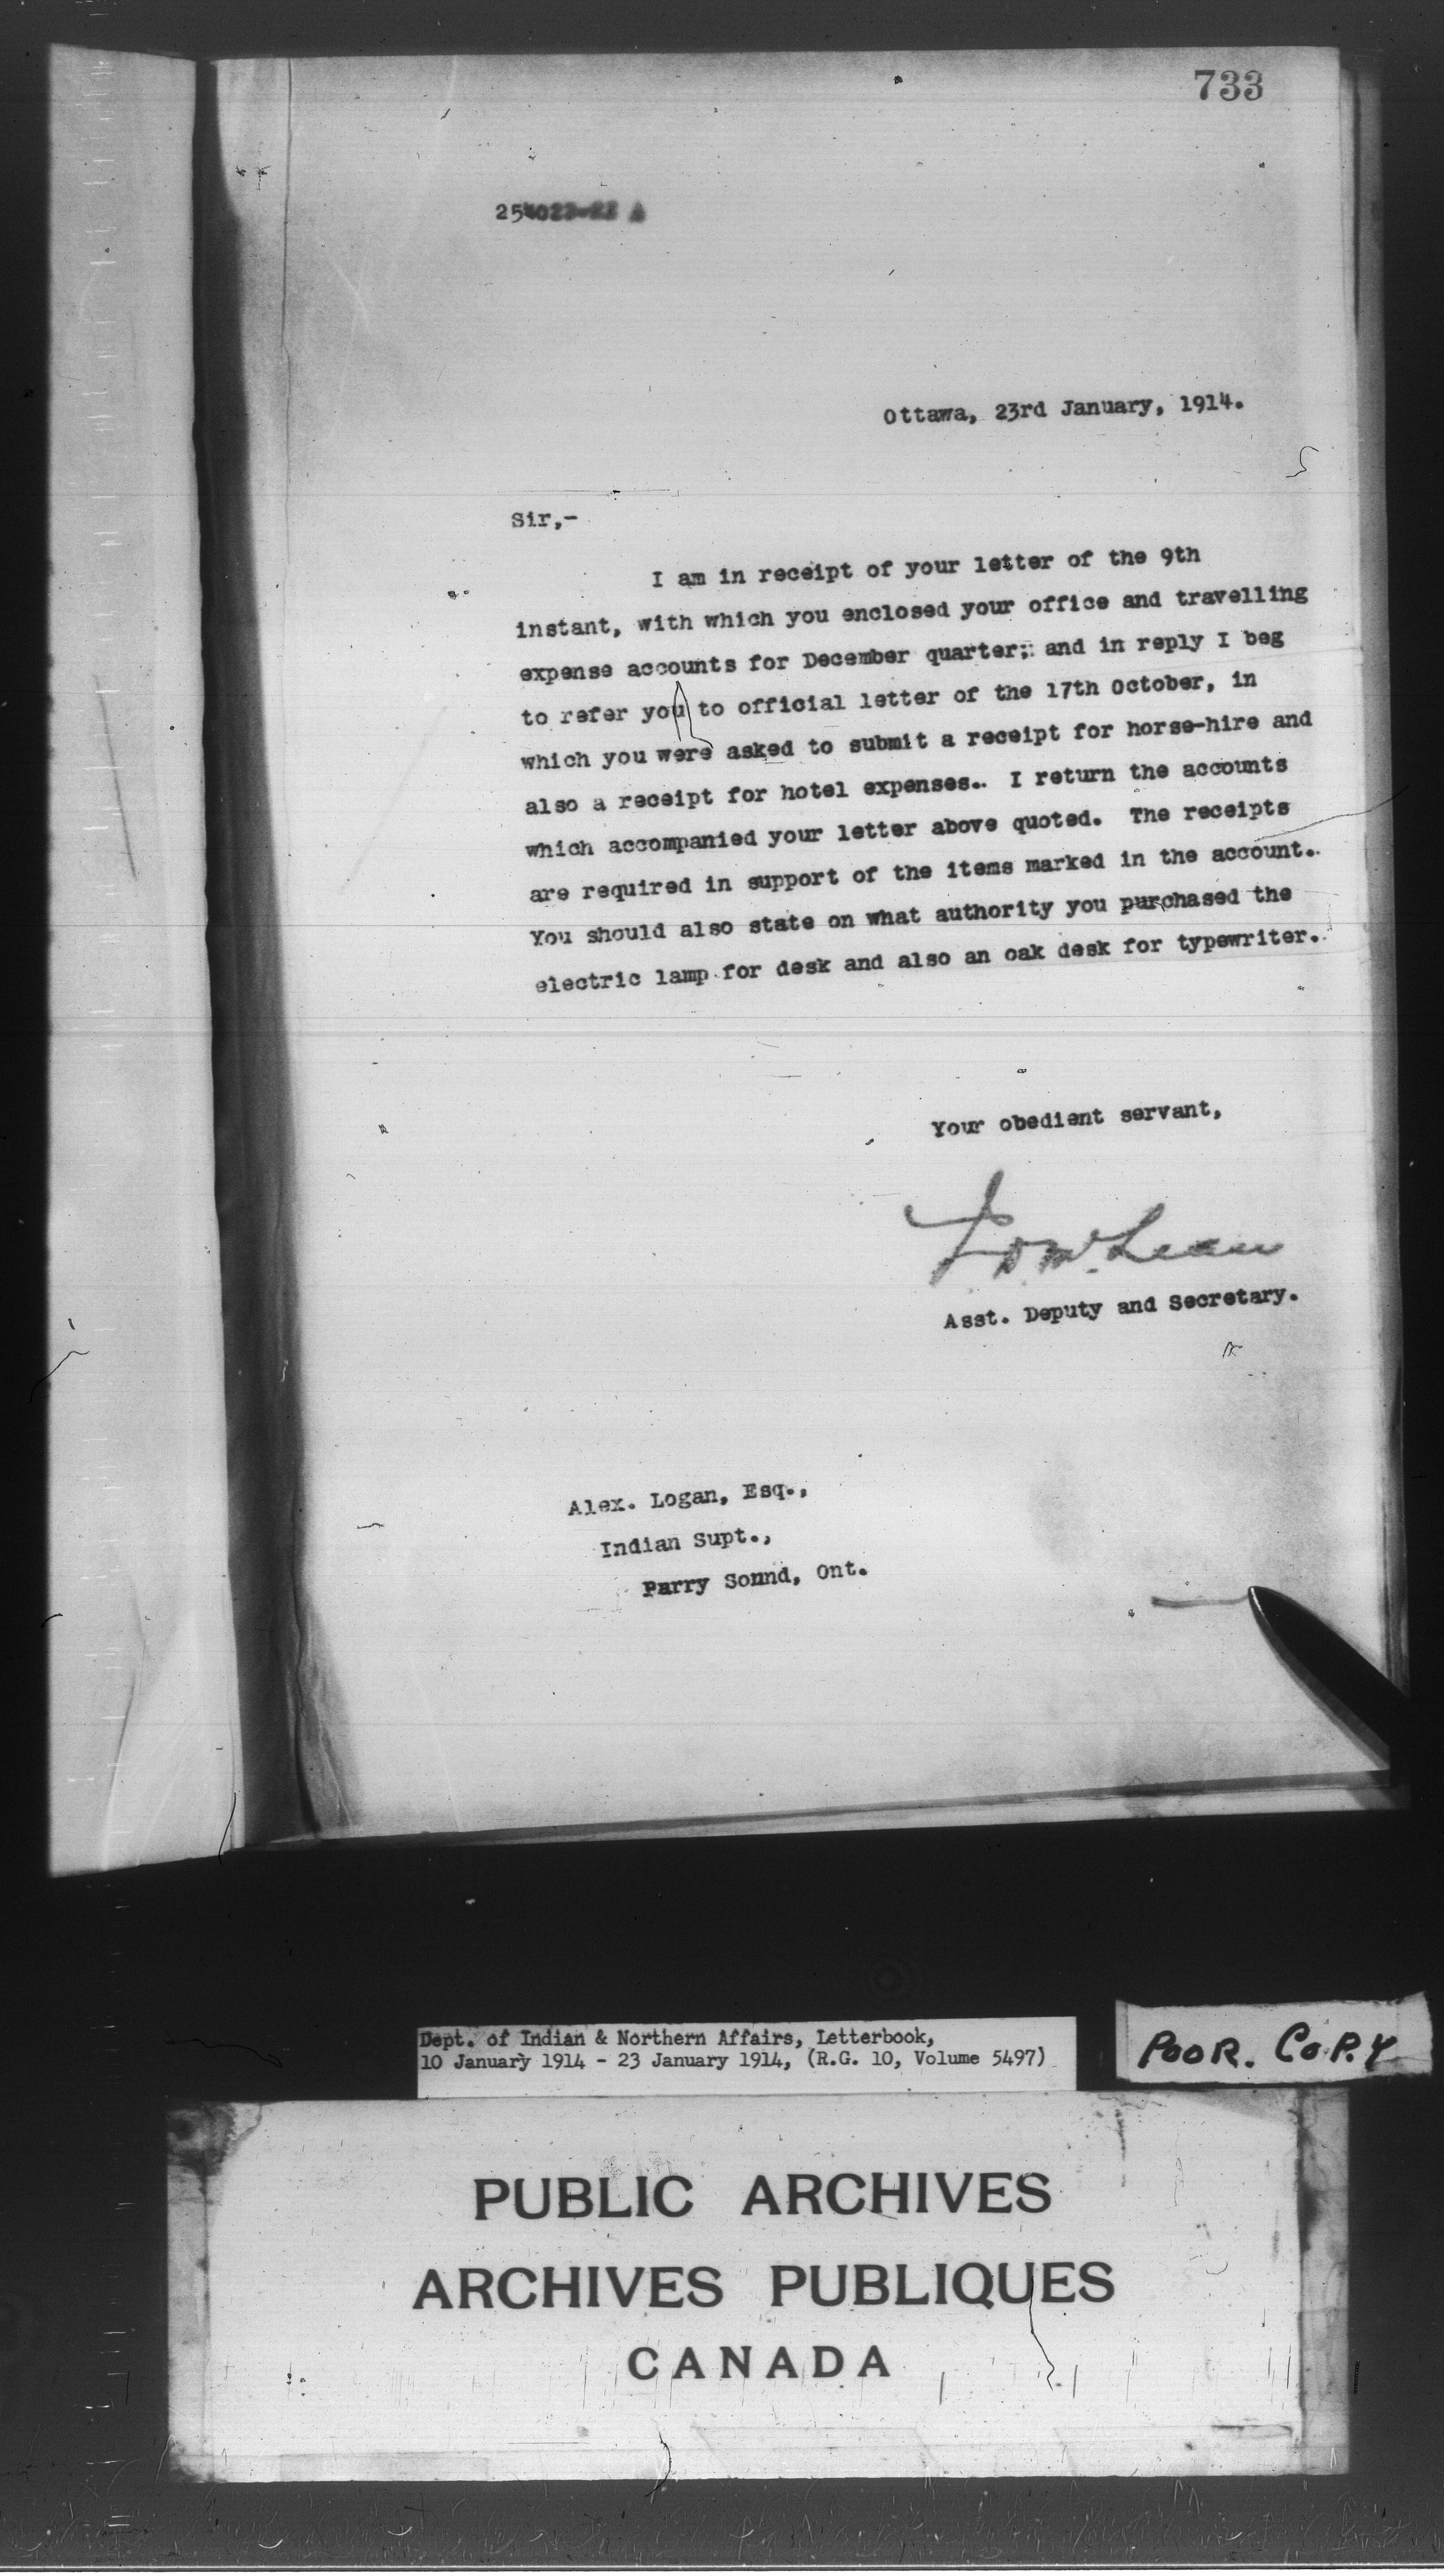 733
Ottawa, 23rd January, 1914.
Sir,-
I am in receipt of your letter of the 9th
instant, with which you enclosed your office and travelling
expense accounts for December quarter; and in reply I beg
to refer you to official letter of the 17th October, in
which you were asked to submit a receipt for horse-hire and
also a receipt for hotel expenses. I return the accounts
which accompanied your letter above quoted. The receipts
are required in support of the items marked in the account.
You should also state on what authority you purchased the
electric lamp for desk and also an oak desk for typewriter.
Your obedient servant,
J D McLean
Asst. Deputy and Secretary.
Alex. Logan, Esq.,
Indian Supt.,
Parry Sound, Ont.
Dept. of Indian & Northern Affairs, Letterbook,
10 January 1914 - 23 January 1914, (R.G. 10, Volume 5497)
POOR. COPY
PUBLIC ARCHIVES
ARCHIVES PUBLIQUES
CANADA